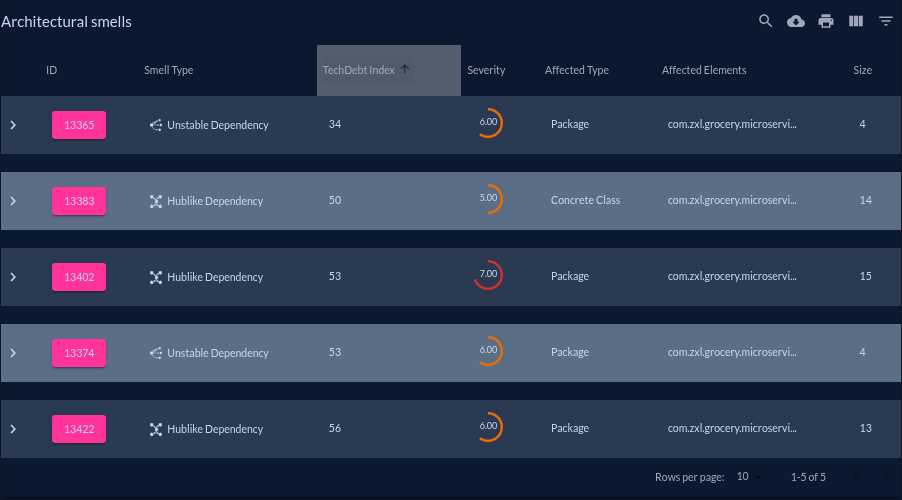 Architectural smells
ID Smell Type TechDebt Index Severity Affected Type Affected Elements Size
13365 Unstable Dependency 34 6.00 Package com.zxl.grocery.microservi... 4
13383 Hublike Dependency 50 5.00 Concrete Class com.zxl.grocery.microservi... 14
13402 Hublike Dependency 53 7.00 Package com.zxl.grocery.microservi... 15
13374 Unstable Dependency 53 6.00 Package com.zxl.grocery.microservi... 4
13422 Hublike Dependency 56 6.00 Package com.zxl.grocery.microservi... 13
Rows per page: 10 1-5 of 5